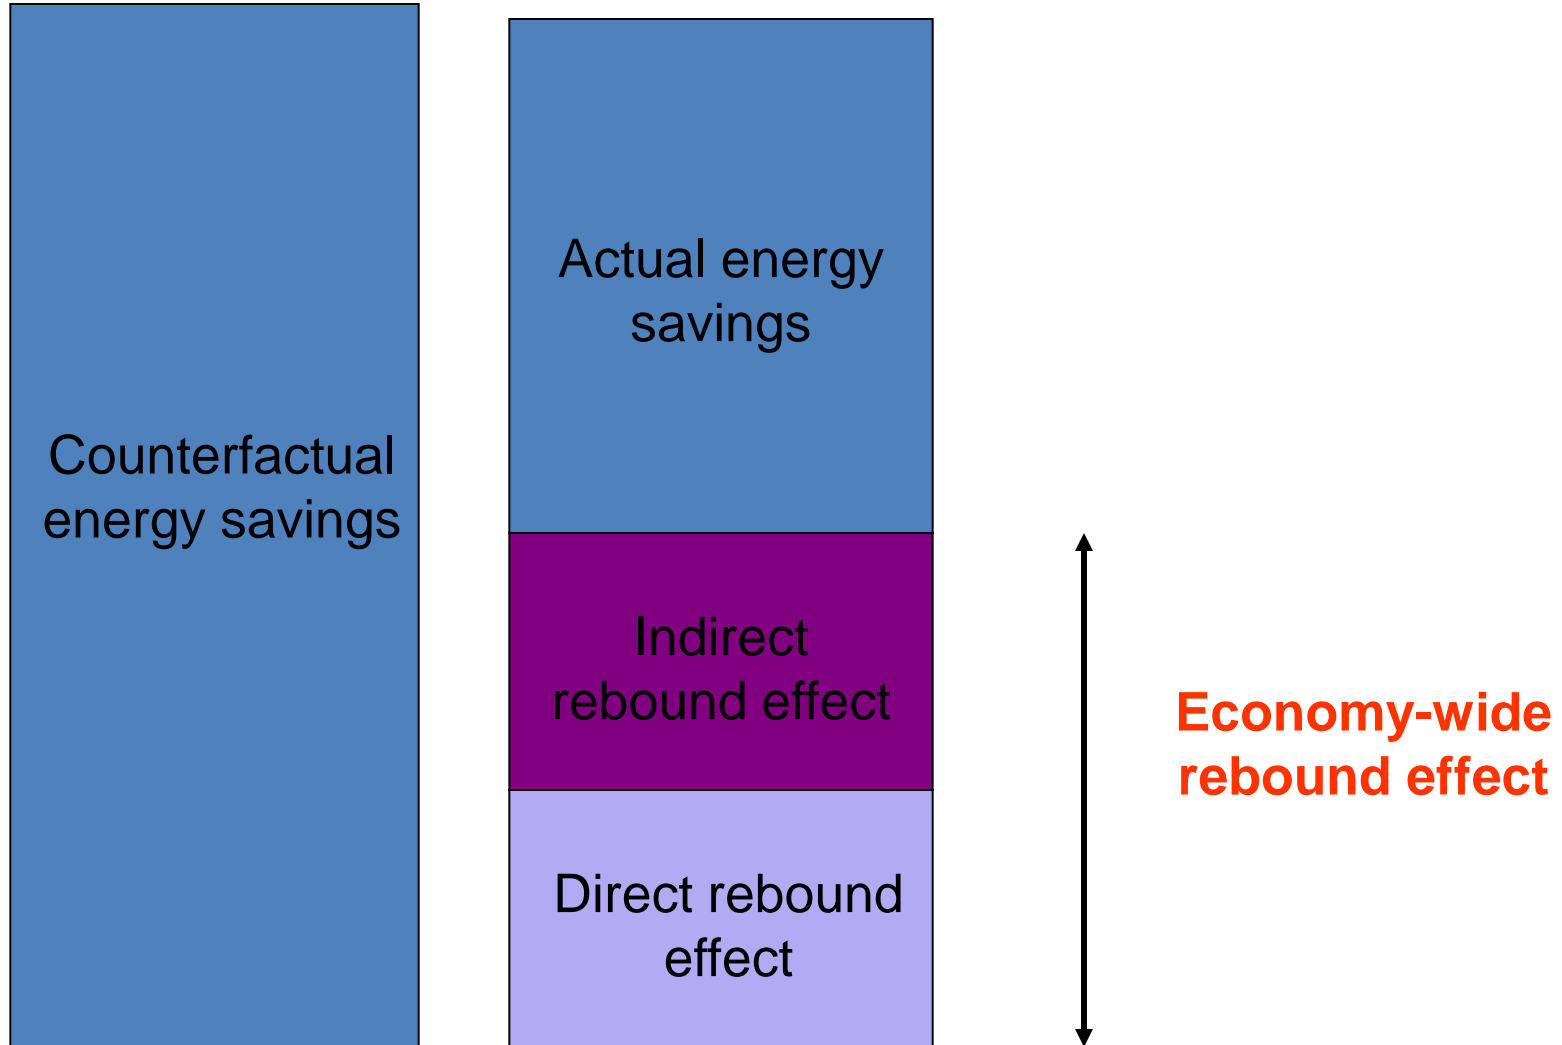 Counterfactual
energy savings
Actual energy
savings
Indirect
rebound effect
Direct rebound
effect
Economy-wide
rebound effect